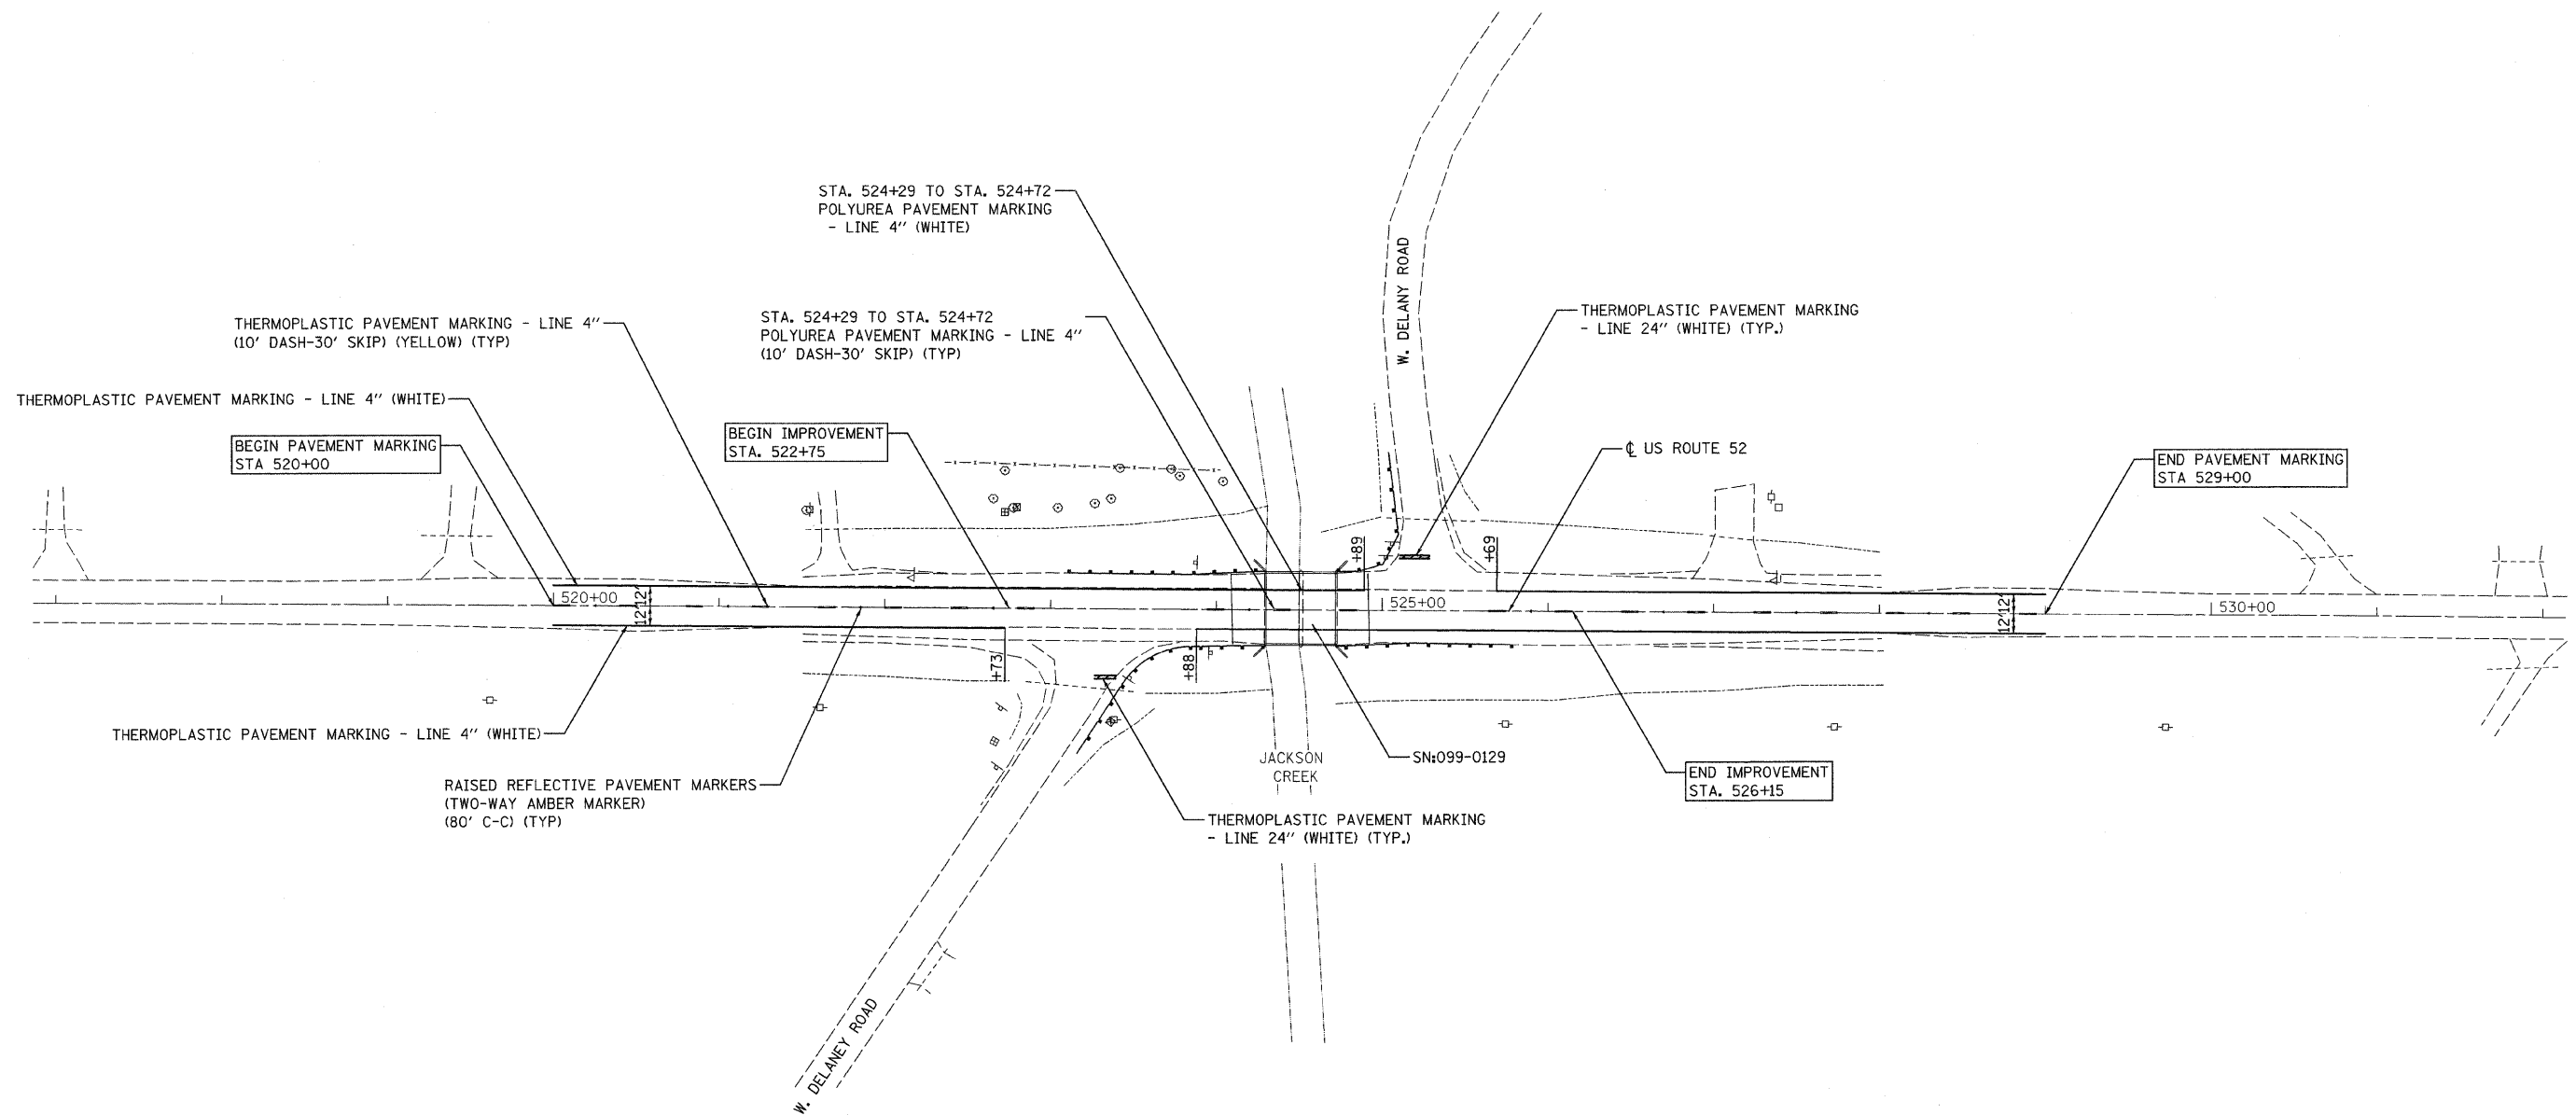 STA. 524+29 TO STA. 524+72
POLYUREA PAVEMENT MARKING
- LINE 4" (WHITE)
W. DELANY ROAD
THERMOPLASTIC PAVEMENT MARKING - LINE 4"
(10' DASH-30' SKIP) (YELLOW) (TYP)
STA. 524+29 TO STA. 524+72
POLYUREA PAVEMENT MARKING - LINE 4"
(10' DASH-30' SKIP) (TYP)
THERMOPLASTIC PAVEMENT MARKING
- LINE 24" (WHITE) (TYP.)
THERMOPLASTIC PAVEMENT MARKING - LINE 4" (WHITE)
BEGIN PAVEMENT MARKING
STA 520+00
BEGIN IMPROVEMENT
STA. 522+75
℄ US ROUTE 52
END PAVEMENT MARKING
STA 529+00
+89
+69
520+00
12'
12'
525+00
12'
12'
530+00
+73
+88
THERMOPLASTIC PAVEMENT MARKING - LINE 4" (WHITE)
JACKSON
CREEK
SN:099-0129
END IMPROVEMENT
STA. 526+15
RAISED REFLECTIVE PAVEMENT MARKERS
(TWO-WAY AMBER MARKER)
(80' C-C) (TYP)
THERMOPLASTIC PAVEMENT MARKING
- LINE 24" (WHITE) (TYP.)
W. DELANEY ROAD